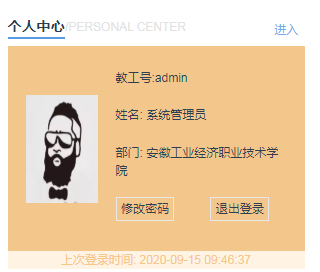 个人中心/PERSONAL CENTER
进入
教工号:admin
姓名: 系统管理员
部门: 安徽工业经济职业技术学
院
修改密码 退出登录
上次登录时间: 2020-09-15 09:46:37